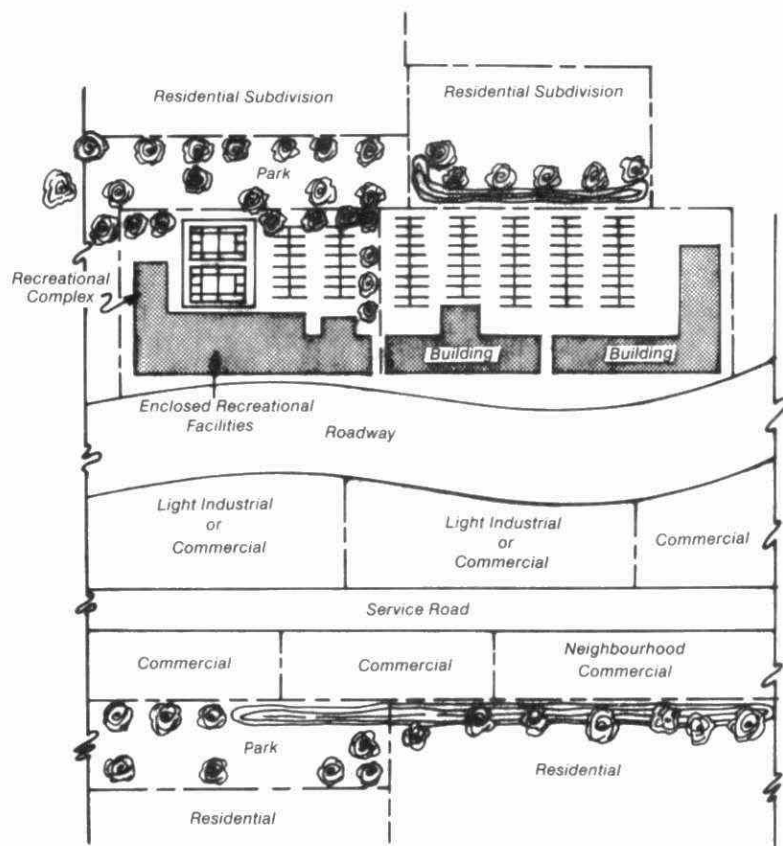 Residential Subdivision
Residential Subdivision
Park
Recreational
Complex
Building
Building
Enclosed Recreational
Facilities
Roadway
Light Industrial
or
Commercial
Light Industrial
or
Commercial
Commercial
Service Road
Commercial
Commercial
Neighbourhood
Commercial
Park
Residential
Residential